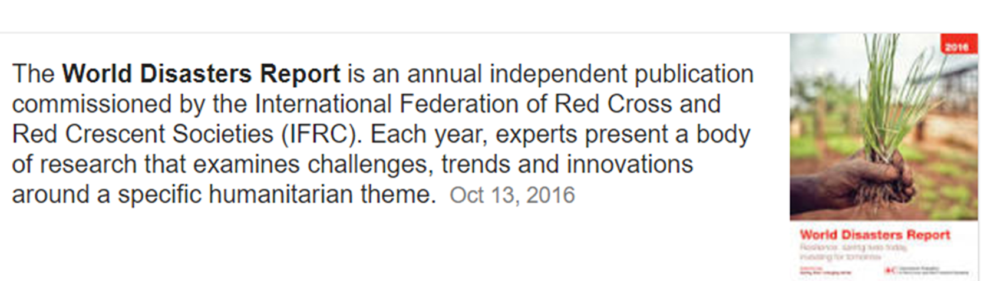 The World Disasters Report is an annual independent publication
commissioned by the International Federation of Red Cross and
Red Crescent Societies (IFRC). Each year, experts present a body
of research that examines challenges, trends and innovations
around a specific humanitarian theme. Oct 13, 2016
2016
World Disasters Report
Resilience: saving lives today,
investing for tomorrow